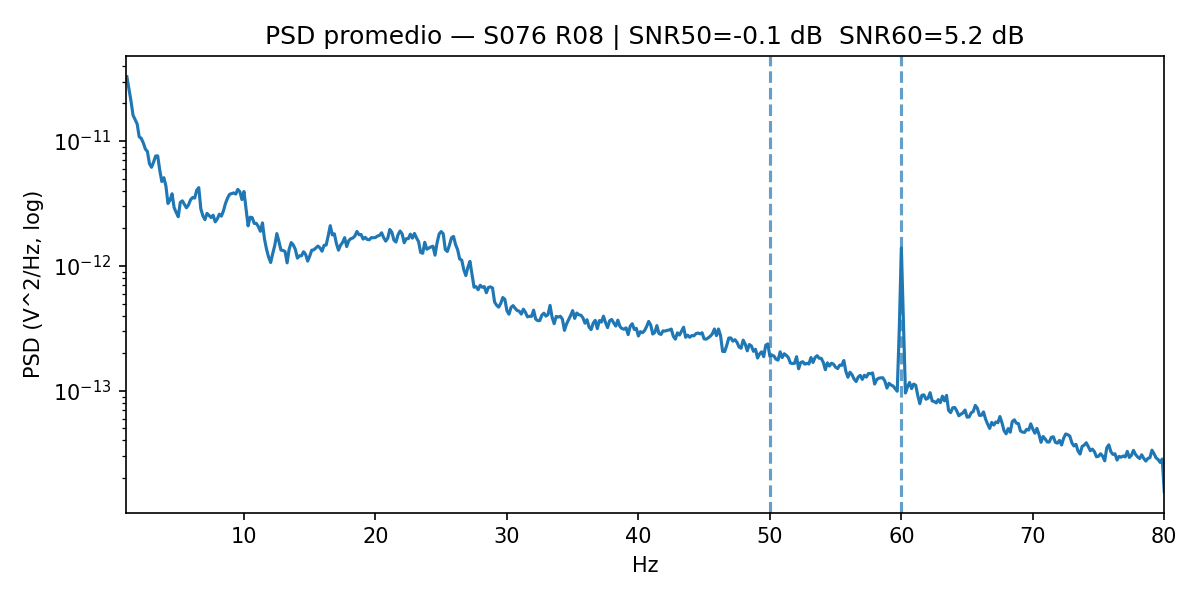 PSD promedio — S076 R08 | SNR50=-0.1 dB  SNR60=5.2 dB
PSD (V^2/Hz, log)
10⁻¹¹
10⁻¹²
10⁻¹³
10 20 30 40 50 60 70 80
Hz